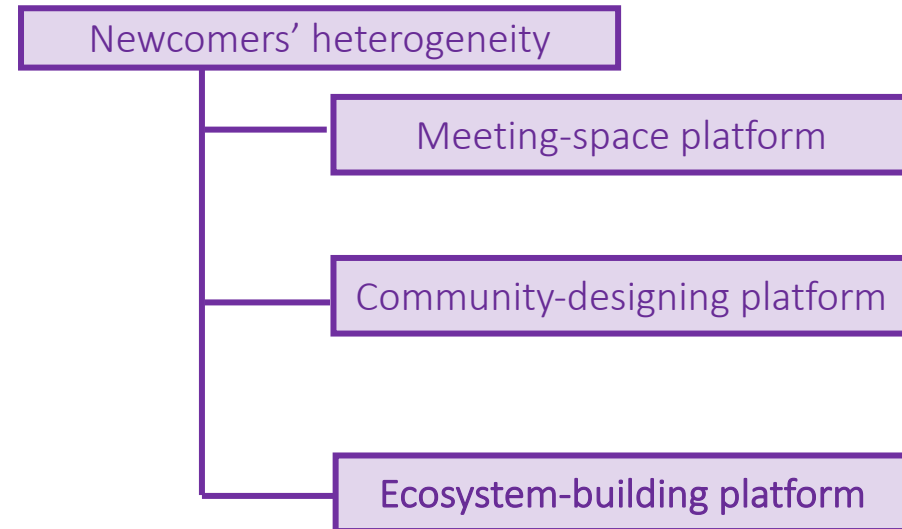 Newcomers’ heterogeneity
Meeting-space platform
Community-designing platform
Ecosystem-building platform